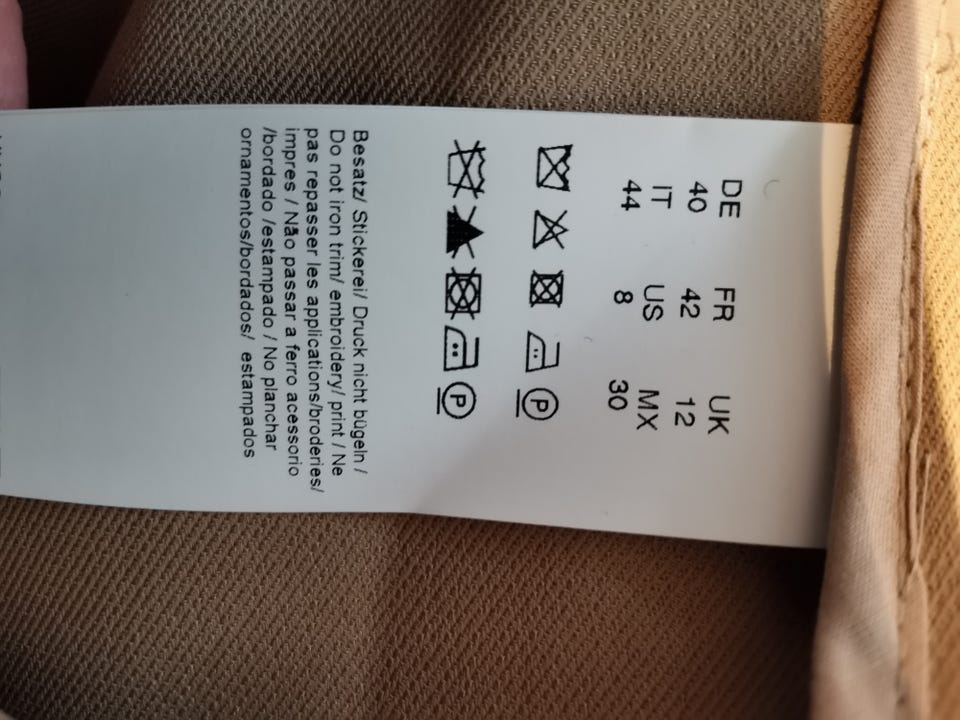 DE FR UK
40 42 12
IT US MX
44 8 30
P
P
Besatz/ Stickerei/ Druck nicht bügeln /
Do not iron trim/ embroidery/ print / Ne
pas repasser les applications/broderies/
impres / Não passar a ferro acessorio
/bordado /estampado / No planchar
ornamentos/bordados/ estampados